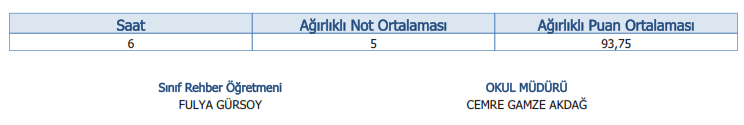 Saat Ağırlıklı Not Ortalaması Ağırlıklı Puan Ortalaması
6 5 93,75
Sınıf Rehber Öğretmeni OKUL MÜDÜRÜ
FULYA GÜRSOY CEMRE GAMZE AKDAĞ